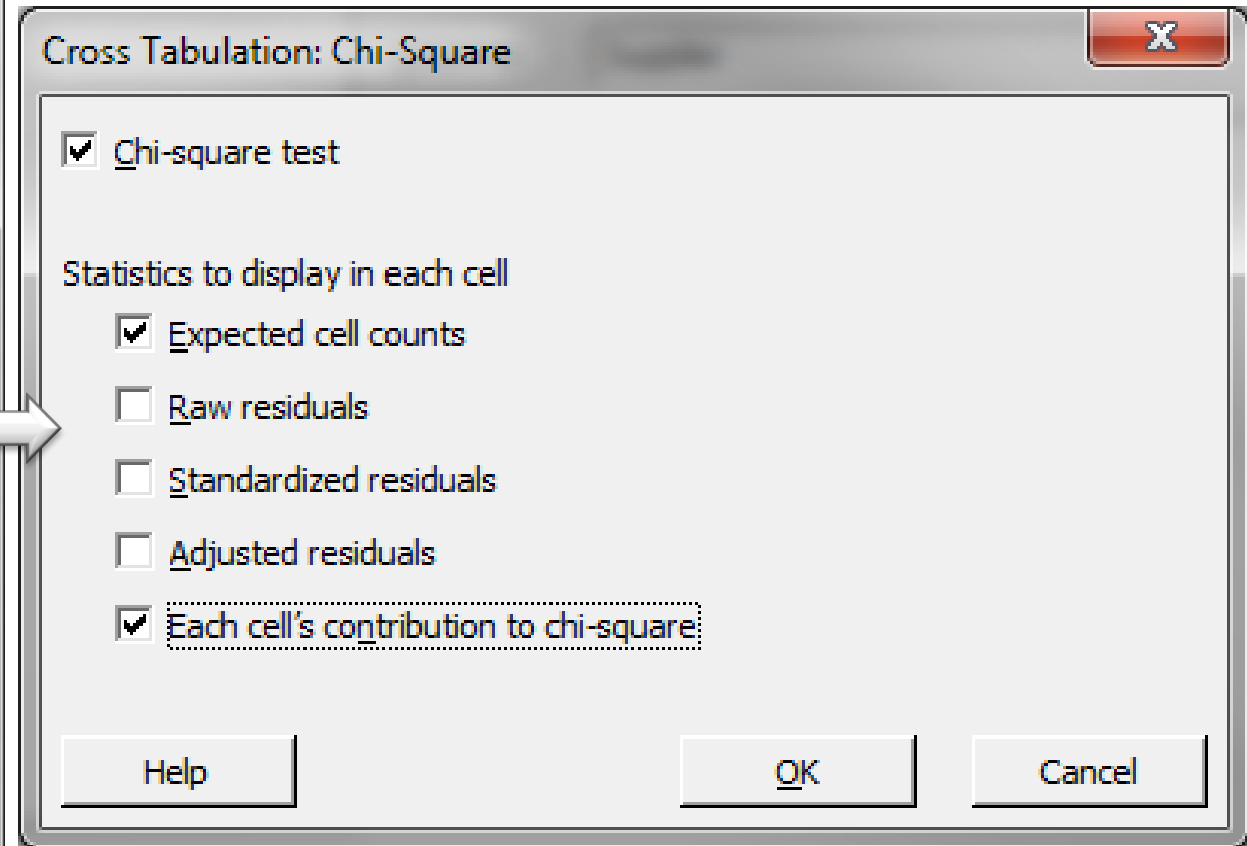 Cross Tabulation: Chi-Square
X
Chi-square test
Statistics to display in each cell
Expected cell counts
Raw residuals
Standardized residuals
Adjusted residuals
Each cell's contribution to chi-square
Help OK Cancel